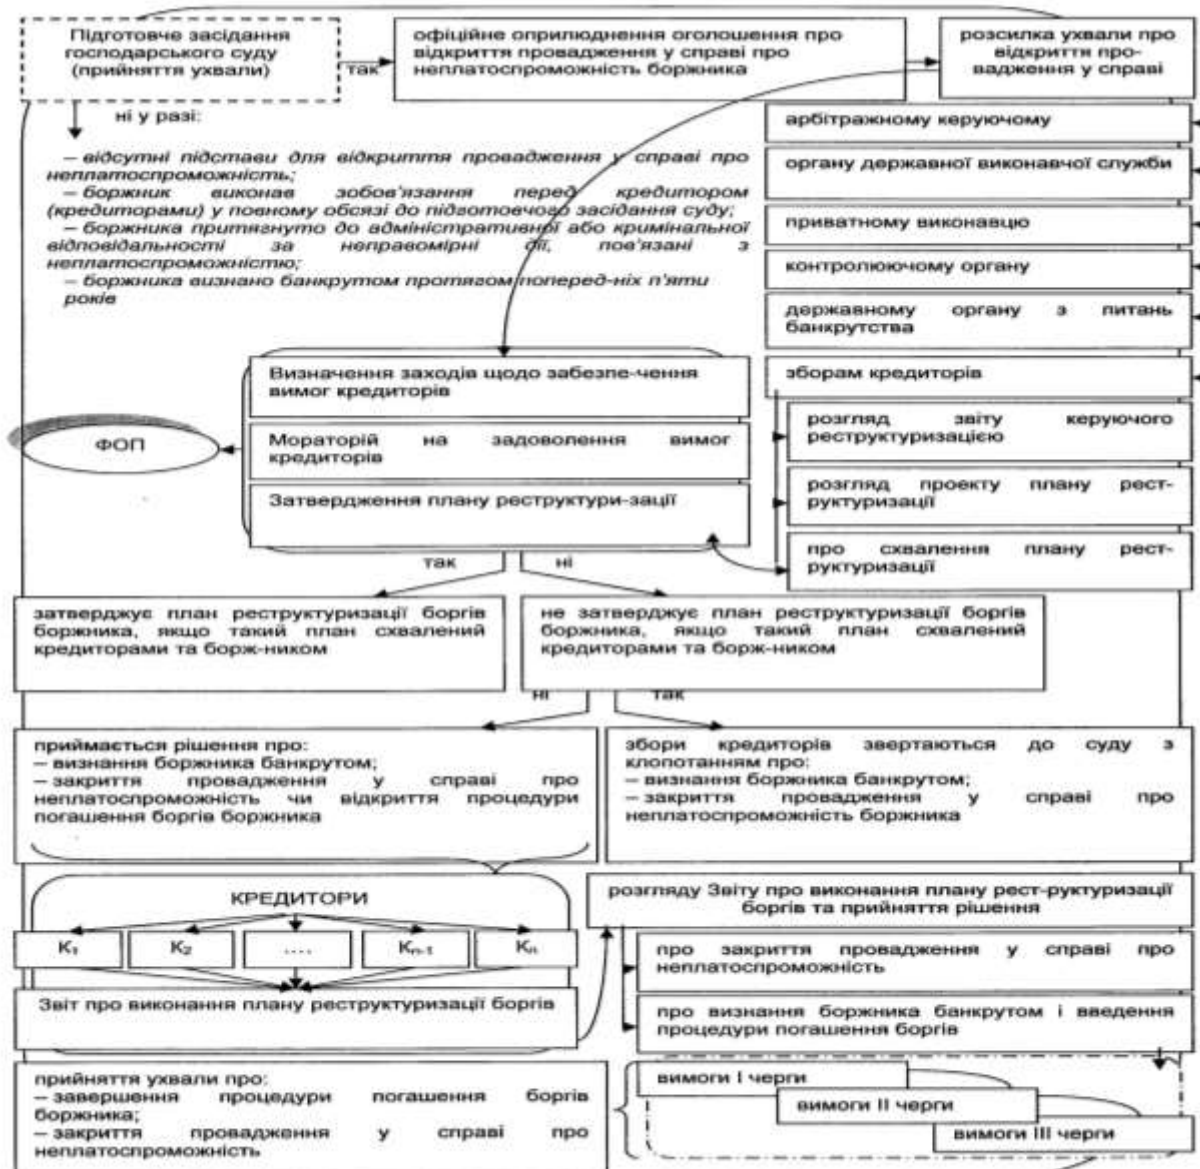 Підготовче засідання
господарського суду
(прийняття ухвали)
так
офіційне оприлюднення оголошення про
відкриття провадження у справі про
неплатоспроможність боржника
розсилка ухвали про
відкриття про-
вадження у справі
ні у разі:
– відсутні підстави для відкриття провадження у справі про
неплатоспроможність;
– боржник виконав зобов'язання перед кредитором
(кредиторами) у повному обсязі до підготовчого засідання суду;
– боржника притягнуто до адміністративної або кримінальної
відповідальності за неправомірні дії, пов'язані з
неплатоспроможністю;
– боржника визнано банкрутом протягом поперед-ніх п'яти
років
арбітражному керуючому
органу державної виконавчої служби
приватному виконавцю
контролюючому органу
державному органу з питань
банкрутства
зборам кредиторів
розгляд звіту керуючого
реструктуризацією
розгляд проекту плану рест-
руктуризації
про схвалення плану рест-
руктуризації
Визначення заходів щодо забезпе-чення
вимог кредиторів
Мораторій на задоволення вимог
кредиторів
Затвердження плану реструктури-зації
ФОП
так
ні
затверджує план реструктуризації боргів
боржника, якщо такий план схвалений
кредиторами та борж-ником
не затверджує план реструктуризації боргів
боржника, якщо такий план схвалений
кредиторами та борж-ником
ні
так
приймається рішення про:
– визнання боржника банкрутом;
– закриття провадження у справі про
неплатоспроможність чи відкриття процедури
погашення боргів боржника
збори кредиторів звертаються до суду з
клопотанням про:
– визнання боржника банкрутом;
– закриття провадження у справі про
неплатоспроможність боржника
КРЕДИТОРИ
К1
К2
....
Кn-1
Кn
Звіт про виконання плану реструктуризації боргів
розгляду Звіту про виконання плану рест-руктуризації
боргів та прийняття рішення
про закриття провадження у справі про
неплатоспроможність
про визнання боржника банкрутом і введення
процедури погашення боргів
прийняття ухвали про:
– завершення процедури погашення боргів
боржника;
– закриття провадження у справі про
неплатоспроможність
вимоги І черги
вимоги ІІ черги
вимоги ІІІ черги